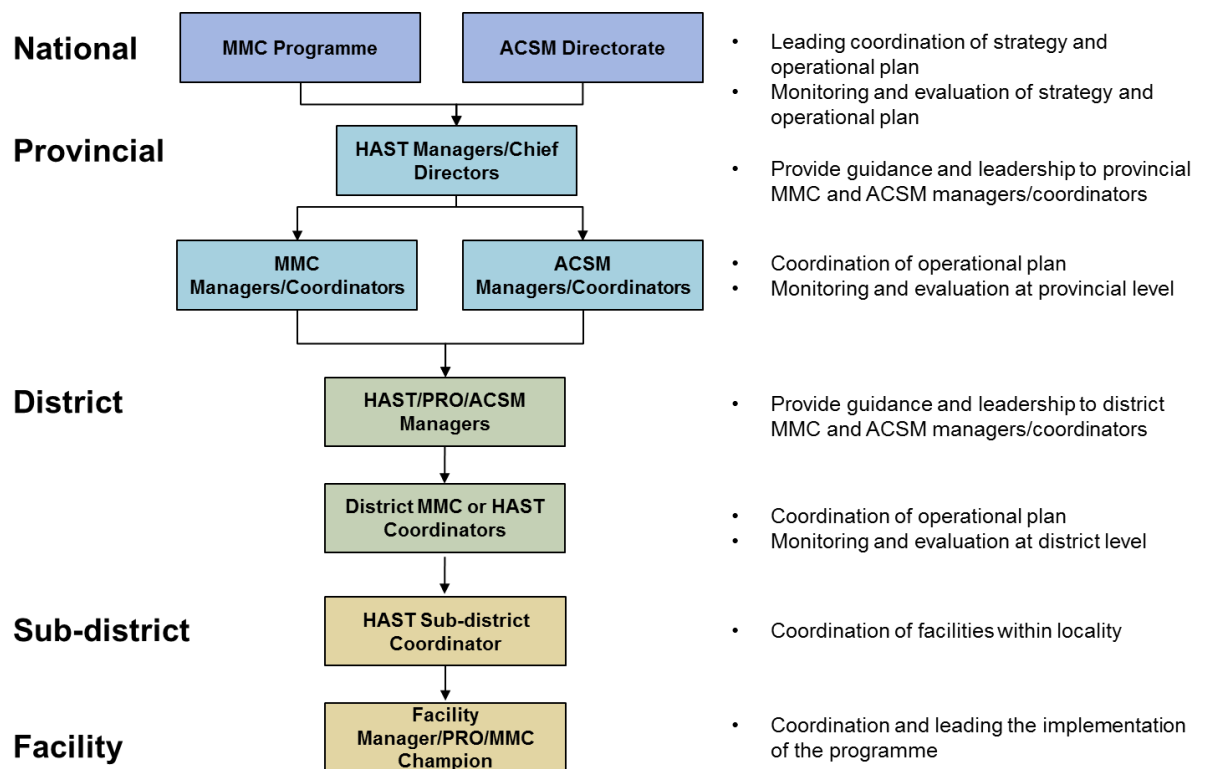 National
MMC Programme
ACSM Directorate
• Leading coordination of strategy and
operational plan
• Monitoring and evaluation of strategy and
operational plan
Provincial
HAST Managers/Chief
Directors
• Provide guidance and leadership to provincial
MMC and ACSM managers/coordinators
MMC
Managers/Coordinators
ACSM
Managers/Coordinators
• Coordination of operational plan
• Monitoring and evaluation at provincial level
District
HAST/PRO/ACSM
Managers
• Provide guidance and leadership to district
MMC and ACSM managers/coordinators
District MMC or HAST
Coordinators
• Coordination of operational plan
• Monitoring and evaluation at district level
Sub-district
HAST Sub-district
Coordinator
• Coordination of facilities within locality
Facility
Facility
Manager/PRO/MMC
Champion
• Coordination and leading the implementation
of the programme